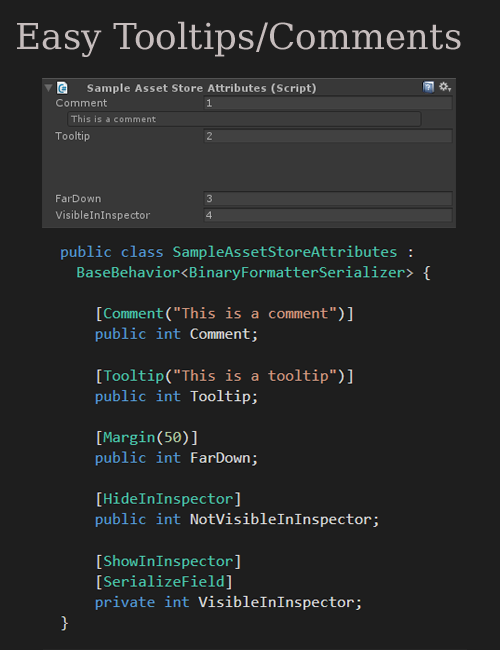 Easy Tooltips/Comments
Sample Asset Store Attributes (Script)
Comment 1
This is a comment
Tooltip 2
FarDown 3
VisibleInInspector 4
public class SampleAssetStoreAttributes :
BaseBehavior<BinaryFormatterSerializer> {
[Comment("This is a comment")]
public int Comment;
[Tooltip("This is a tooltip")]
public int Tooltip;
[Margin(50)]
public int FarDown;
[HideInInspector]
public int NotVisibleInInspector;
[ShowInInspector]
[SerializeField]
private int VisibleInInspector;
}